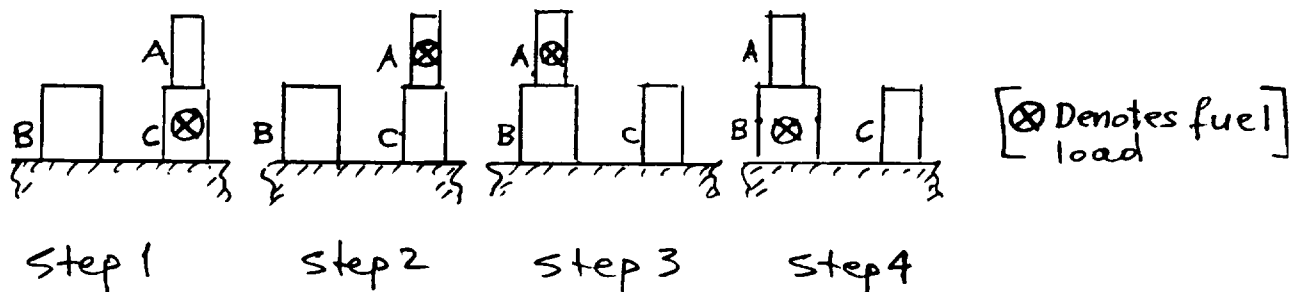 A A A A
B C B C B C B C
[⊗ Denotes fuel
load]
Step 1 Step 2 Step 3 Step 4